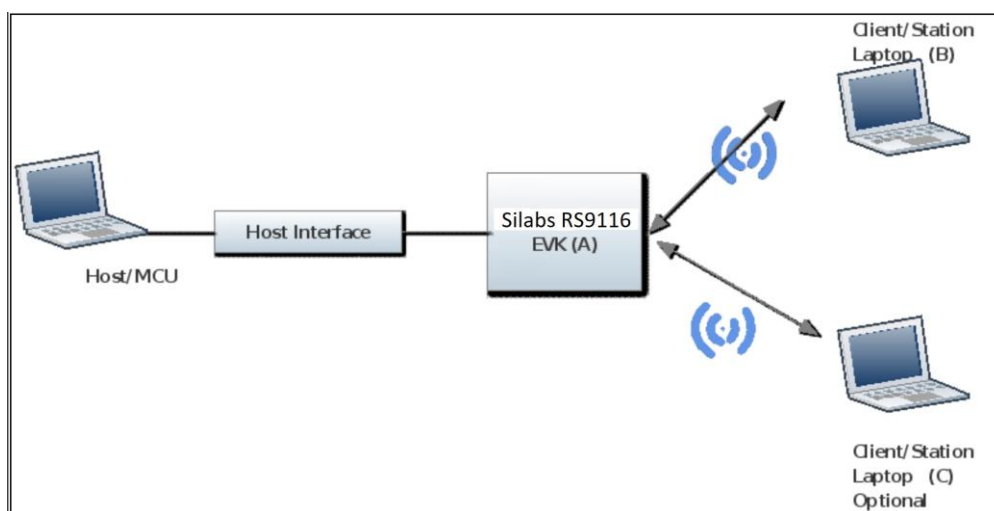 Client/Station
Laptop (B)
Silabs RS9116
EVK (A)
Host Interface
Host/MCU
Client/Station
Laptop (C)
Optional